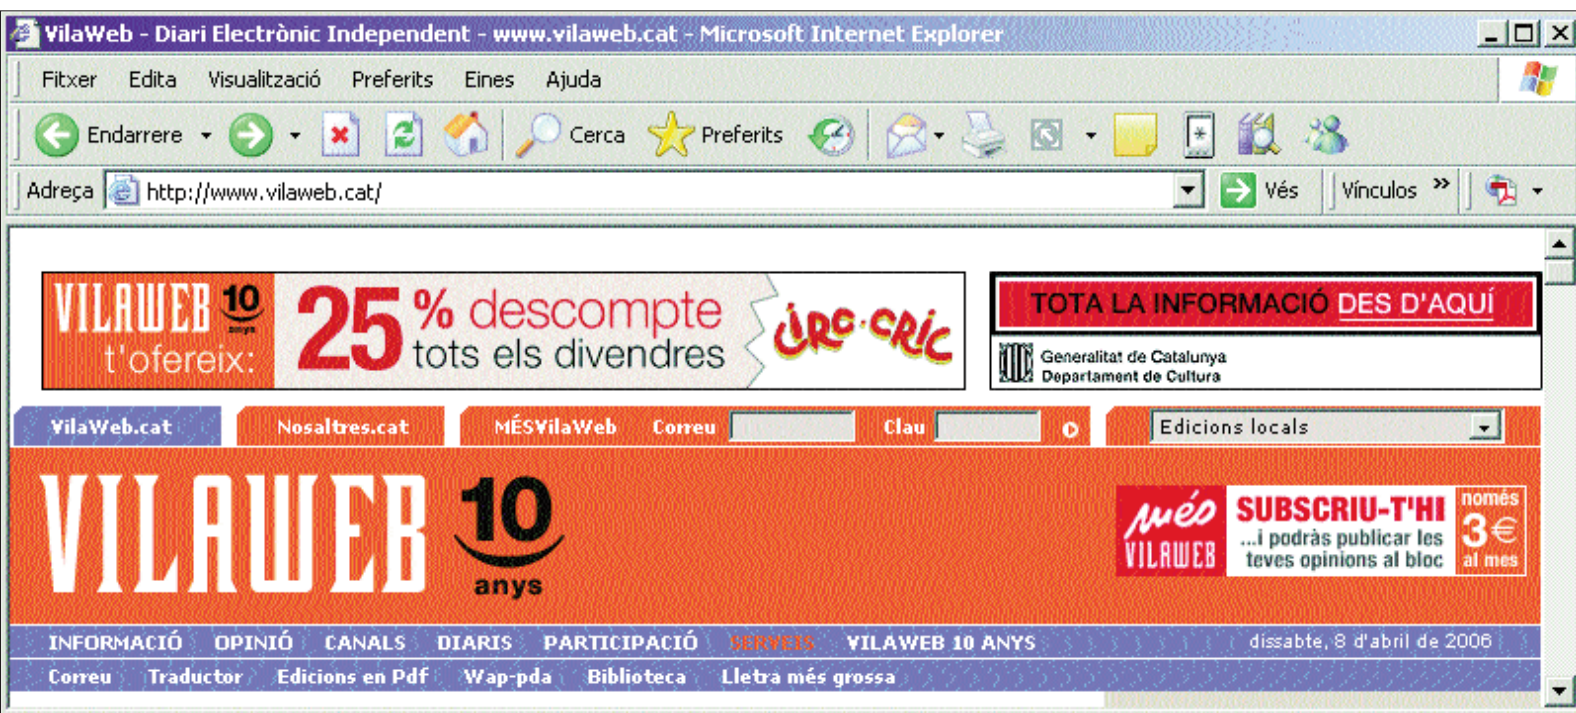 VilaWeb - Diari Electrònic Independent - www.vilaweb.cat - Microsoft Internet Explorer
Fitxer Edita Visualització Preferits Eines Ajuda
Endarrere Cerca Preferits
Adreça http://www.vilaweb.cat/ Vés Vínculos »
VILAWEB 10 anys
t'ofereix:
25% descompte
tots els divendres
CIRC·CRIC
TOTA LA INFORMACIÓ DES D'AQUÍ
Generalitat de Catalunya
Departament de Cultura
VilaWeb.cat Nosaltres.cat MÉSVilaWeb Correu Clau Edicions locals
VILAWEB 10 anys
més VILAWEB
SUBSCRIU-T'HI
...i podràs publicar les
teves opinions al bloc
només
3€
al mes
INFORMACIÓ OPINIÓ CANALS DIARIS PARTICIPACIÓ SERVEIS VILAWEB 10 ANYS dissabte, 8 d'abril de 2006
Correu Traductor Edicions en Pdf Wap-pda Biblioteca Lletra més grossa